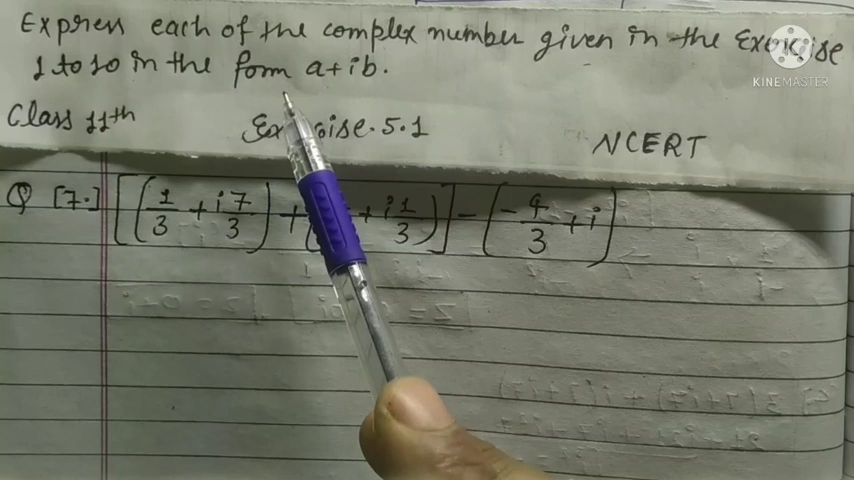 Express each of the complex number given in the Exercise
1 to 10 in the form a+ib.
KINEMASTER
Class 11th Exercise.5.1 NCERT
Q [7.] [(1/3 + i7/3) + ( + i1/3)] - (-4/3 + i)